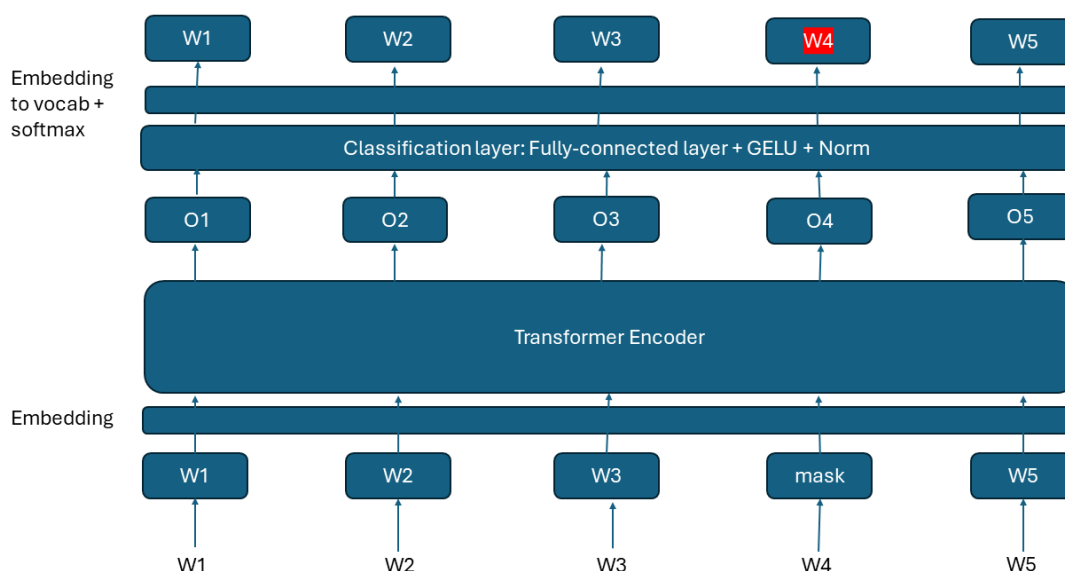 W1 W2 W3 W4 W5
Embedding
to vocab +
softmax
Classification layer: Fully-connected layer + GELU + Norm
O1 O2 O3 O4 O5
Transformer Encoder
Embedding
W1 W2 W3 mask W5
W1 W2 W3 W4 W5